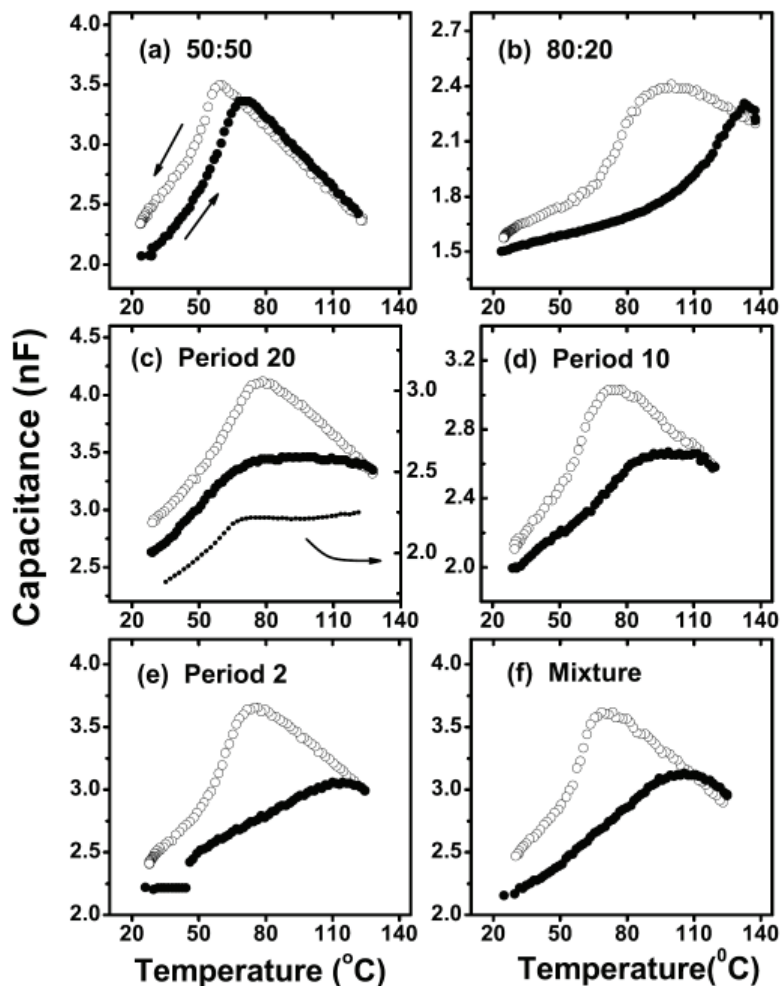 (a) 50:50
4.0
3.5
3.0
2.5
2.0
20 50 80 110 140
(b) 80:20
2.7
2.4
2.1
1.8
1.5
20 50 80 110 140
Capacitance (nF)
(c) Period 20
4.5
4.0
3.5
3.0
2.5
3.0
2.5
2.0
20 50 80 110 140
(d) Period 10
3.2
2.8
2.4
2.0
20 50 80 110 140
(e) Period 2
4.0
3.5
3.0
2.5
2.0
20 50 80 110 140
Temperature (°C)
(f) Mixture
4.0
3.5
3.0
2.5
2.0
20 50 80 110 140
Temperature(⁰C)